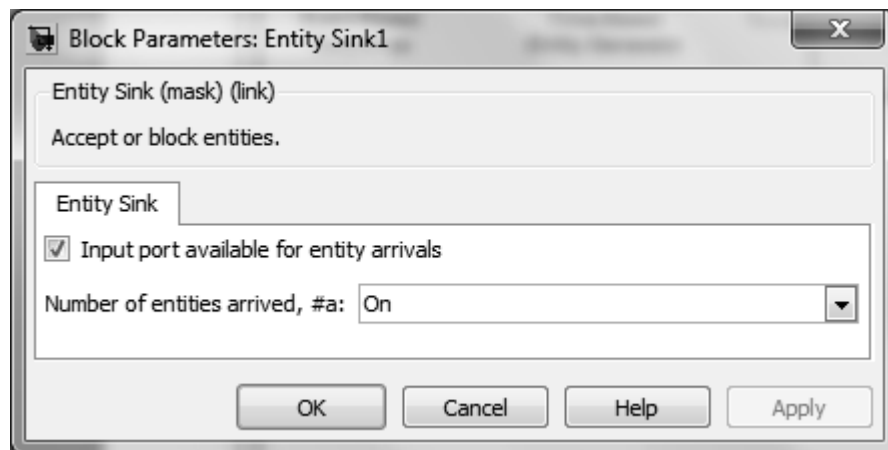 Block Parameters: Entity Sink1
Entity Sink (mask) (link)
Accept or block entities.
Entity Sink
Input port available for entity arrivals
Number of entities arrived, #a: On
OK Cancel Help Apply